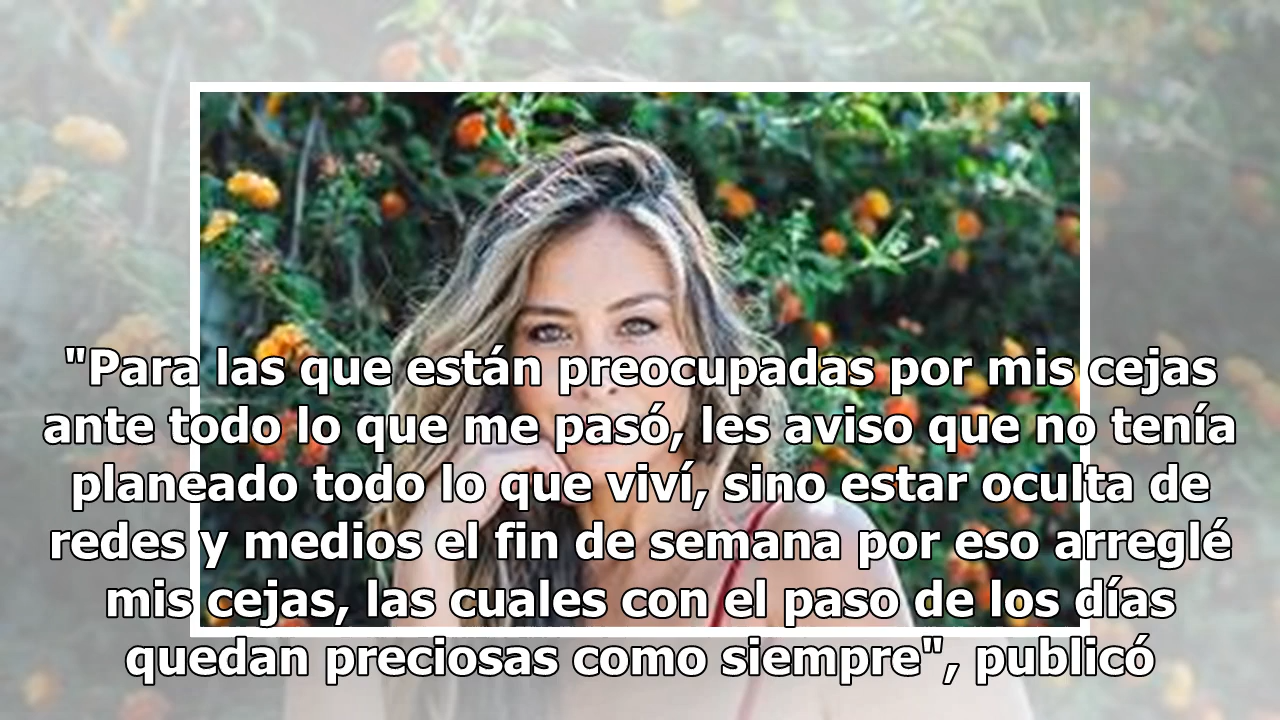 "Para las que están preocupadas por mis cejas
ante todo lo que me pasó, les aviso que no tenía
planeado todo lo que viví, sino estar oculta de
redes y medios el fin de semana por eso arreglé
mis cejas, las cuales con el paso de los días
quedan preciosas como siempre", publicó